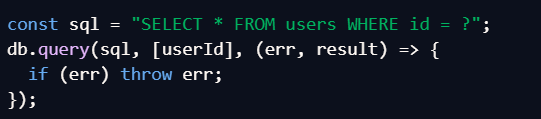 const sql = "SELECT * FROM users WHERE id = ?";
db.query(sql, [userId], (err, result) => {
  if (err) throw err;
});